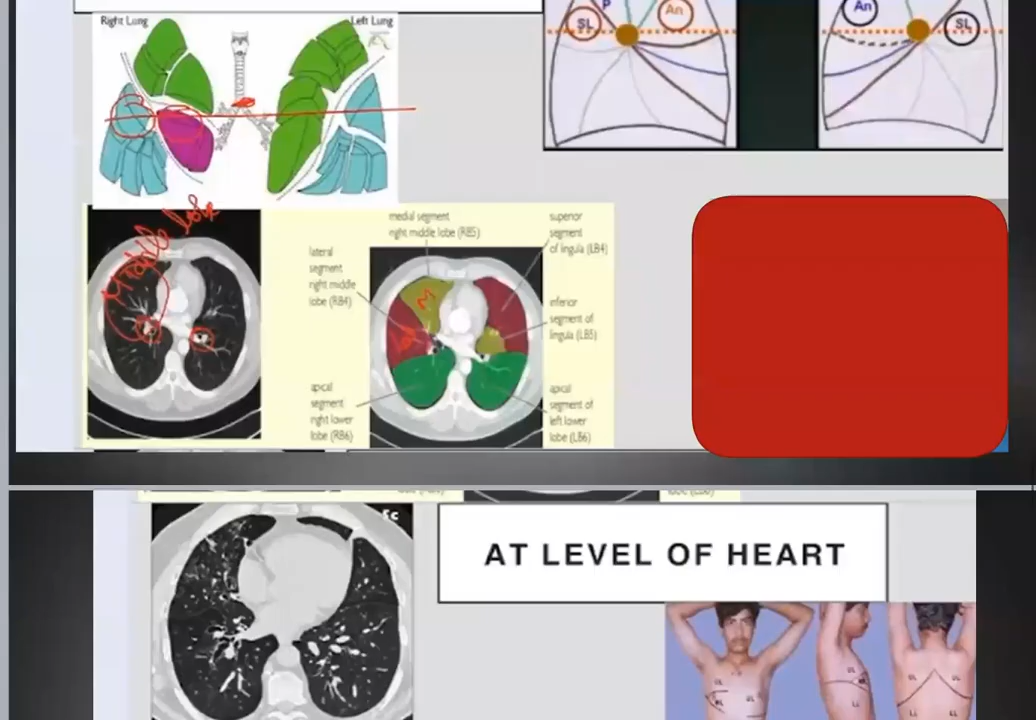 Right Lung
Left Lung
P
SL
An
An
SL
Middle lobe
medial segment
right middle lobe (RB5)
superior
segment
of lingula (LB4)
lateral
segment
right middle
lobe (RB4)
M
inferior
segment of
lingula (LB5)
apical
segment
right lower
lobe (RB6)
apical
segment of
left lower
lobe (LB6)
AT LEVEL OF HEART